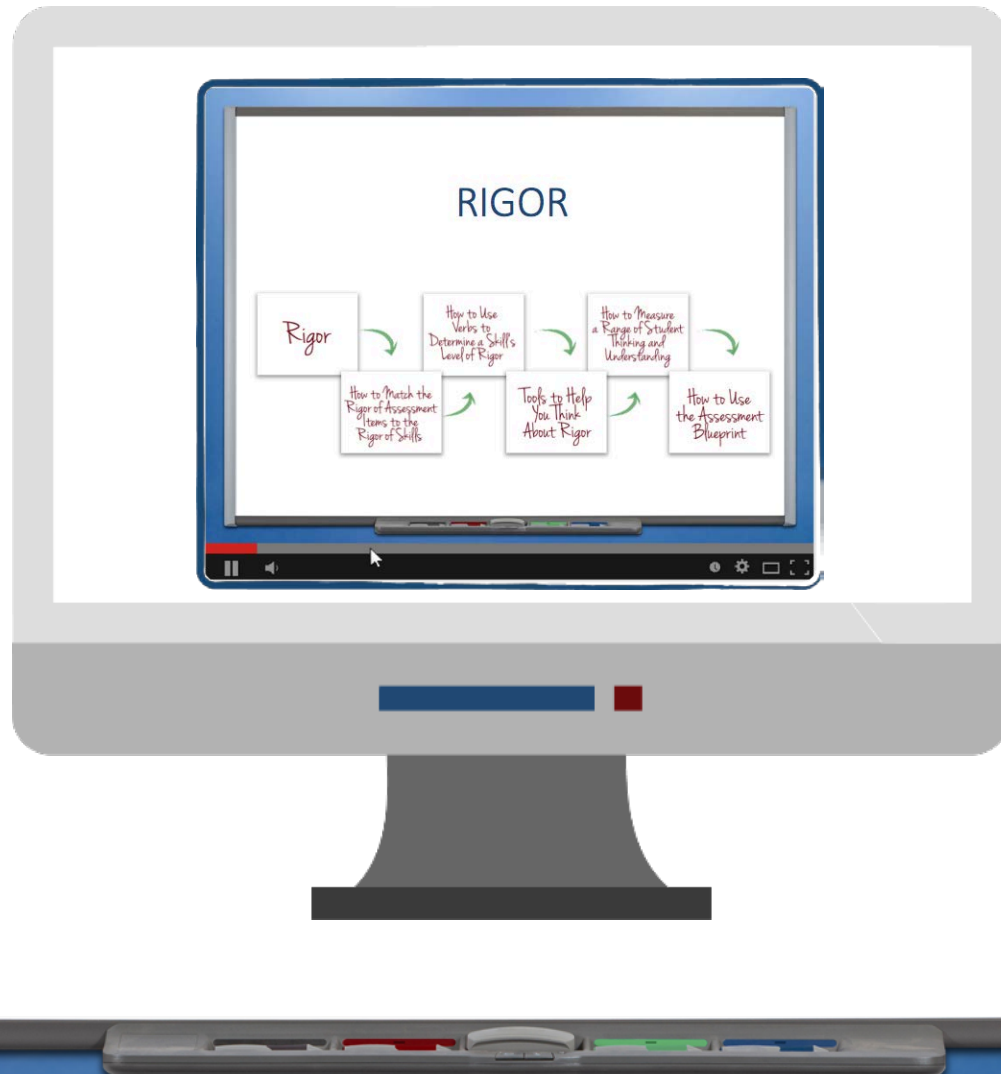 RIGOR
Rigor
How to Match the
Rigor of Assessment
Items to the
Rigor of Skills
How to Use
Verbs to
Determine a Skill's
Level of Rigor
Tools to Help
You Think
About Rigor
How to Measure
a Range of Student
Thinking and
Understanding
How to Use
the Assessment
Blueprint